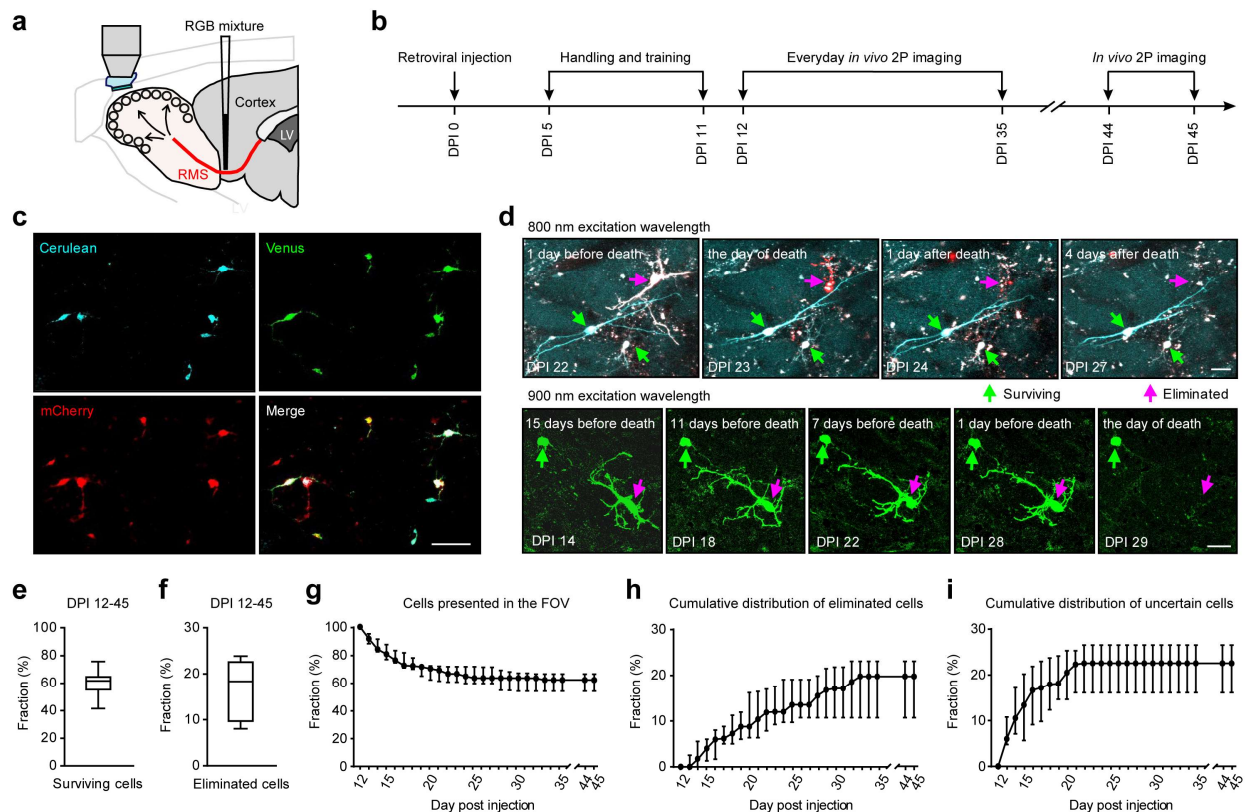 a
RGB mixture
Cortex
LV
RMS
LV
b
Retroviral injection
Handling and training
Everyday in vivo 2P imaging
In vivo 2P imaging
DPI 0
DPI 5
DPI 11
DPI 12
DPI 35
DPI 44
DPI 45
c
Cerulean
Venus
mCherry
Merge
d
800 nm excitation wavelength
1 day before death
the day of death
1 day after death
4 days after death
DPI 22
DPI 23
DPI 24
DPI 27
900 nm excitation wavelength
Surviving
Eliminated
15 days before death
11 days before death
7 days before death
1 day before death
the day of death
DPI 14
DPI 18
DPI 22
DPI 28
DPI 29
e
DPI 12-45
Fraction (%)
100
80
60
40
20
0
Surviving cells
f
DPI 12-45
Fraction (%)
30
20
10
0
Eliminated cells
g
Cells presented in the FOV
Fraction (%)
100
80
60
40
20
0
12
15
20
25
30
35
44
45
Day post injection
h
Cumulative distribution of eliminated cells
Fraction (%)
30
20
10
0
12
15
20
25
30
35
44
45
Day post injection
i
Cumulative distribution of uncertain cells
Fraction (%)
30
20
10
0
12
15
20
25
30
35
44
45
Day post injection